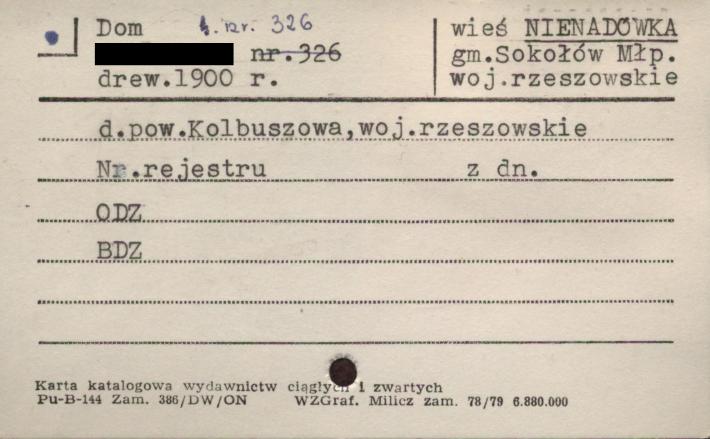 Dom ł. nr. 326
nr. 326
drew.1900 r.
wieś NIENADÓWKA
gm.Sokołów Młp.
woj.rzeszowskie
d.pow.Kolbuszowa,woj.rzeszowskie
Nr.rejestru z dn.
ODZ
BDZ
Karta katalogowa wydawnictw ciągłych i zwartych
Pu-B-144 Zam. 386/DW/ON WZGraf. Milicz zam. 78/79 6.880.000